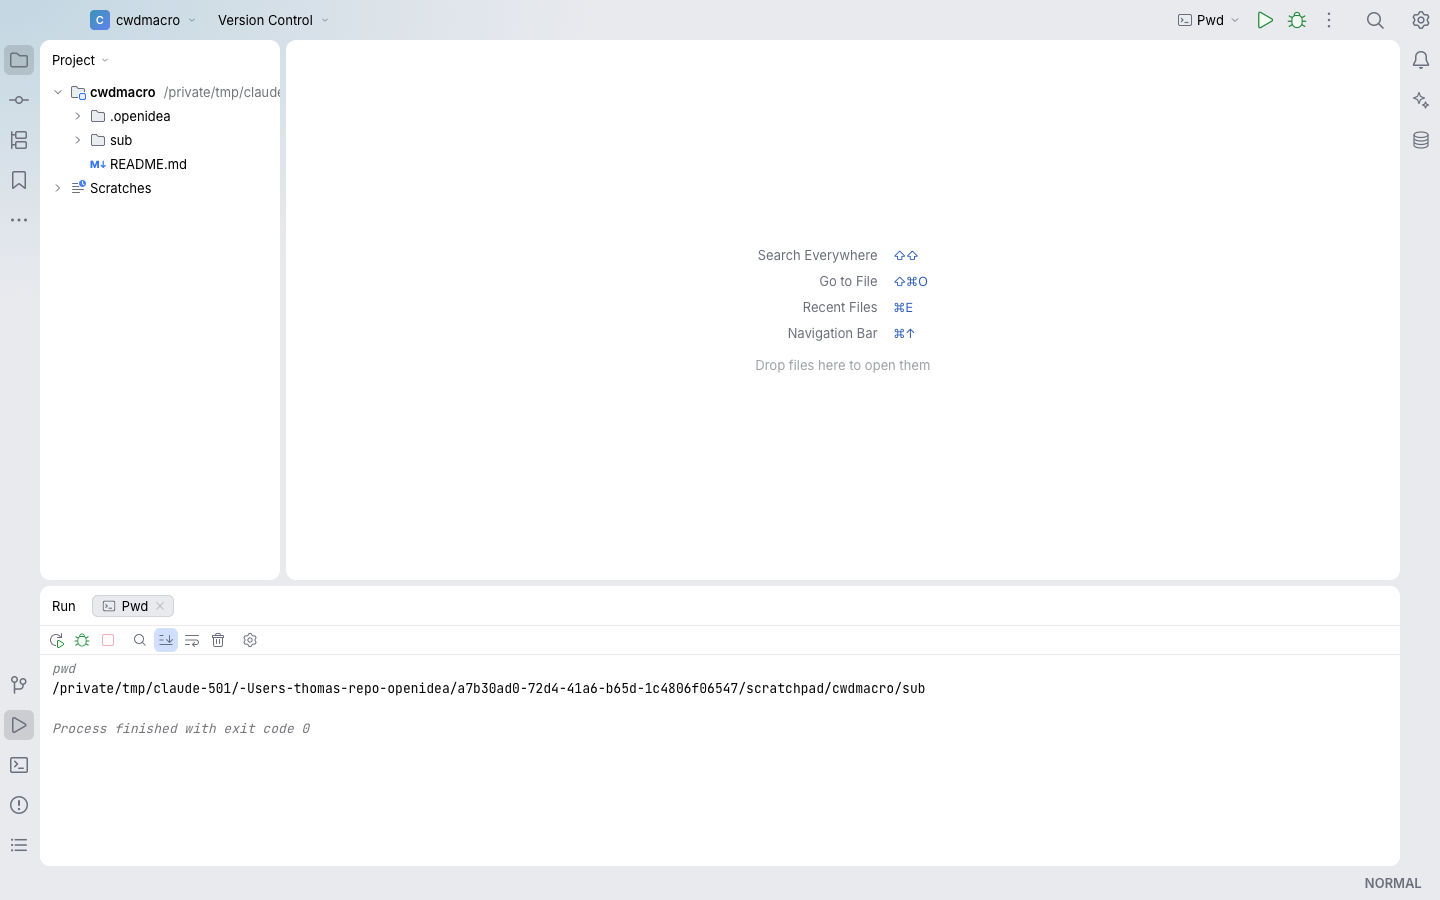 C cwdmacro Version Control Pwd
Project
cwdmacro /private/tmp/claude
.openidea
sub
M↓ README.md
Scratches
Search Everywhere ⇧⇧
Go to File ⇧⌘O
Recent Files ⌘E
Navigation Bar ⌘↑
Drop files here to open them
Run Pwd
pwd
/private/tmp/claude-501/-Users-thomas-repo-openidea/a7b30ad0-72d4-41a6-b65d-1c4806f06547/scratchpad/cwdmacro/sub
Process finished with exit code 0
NORMAL